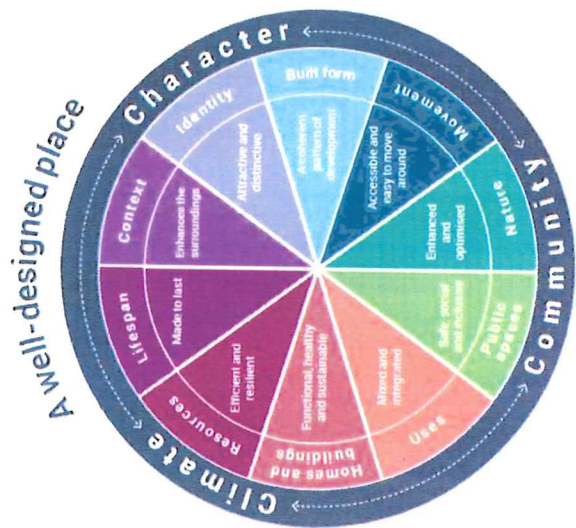 A well-designed place
Character
Community
Climate
Context
Enhances the
surroundings
Identity
Attractive and
distinctive
Built form
A coherent
pattern of
development
Movement
Accessible and
easy to move
around
Nature
Enhanced
and
optimised
Public
spaces
Safe social
and inclusive
Uses
Mixed and
integrated
Homes and
buildings
Functional, healthy
and sustainable
Resources
Efficient and
resilient
Lifespan
Made to last